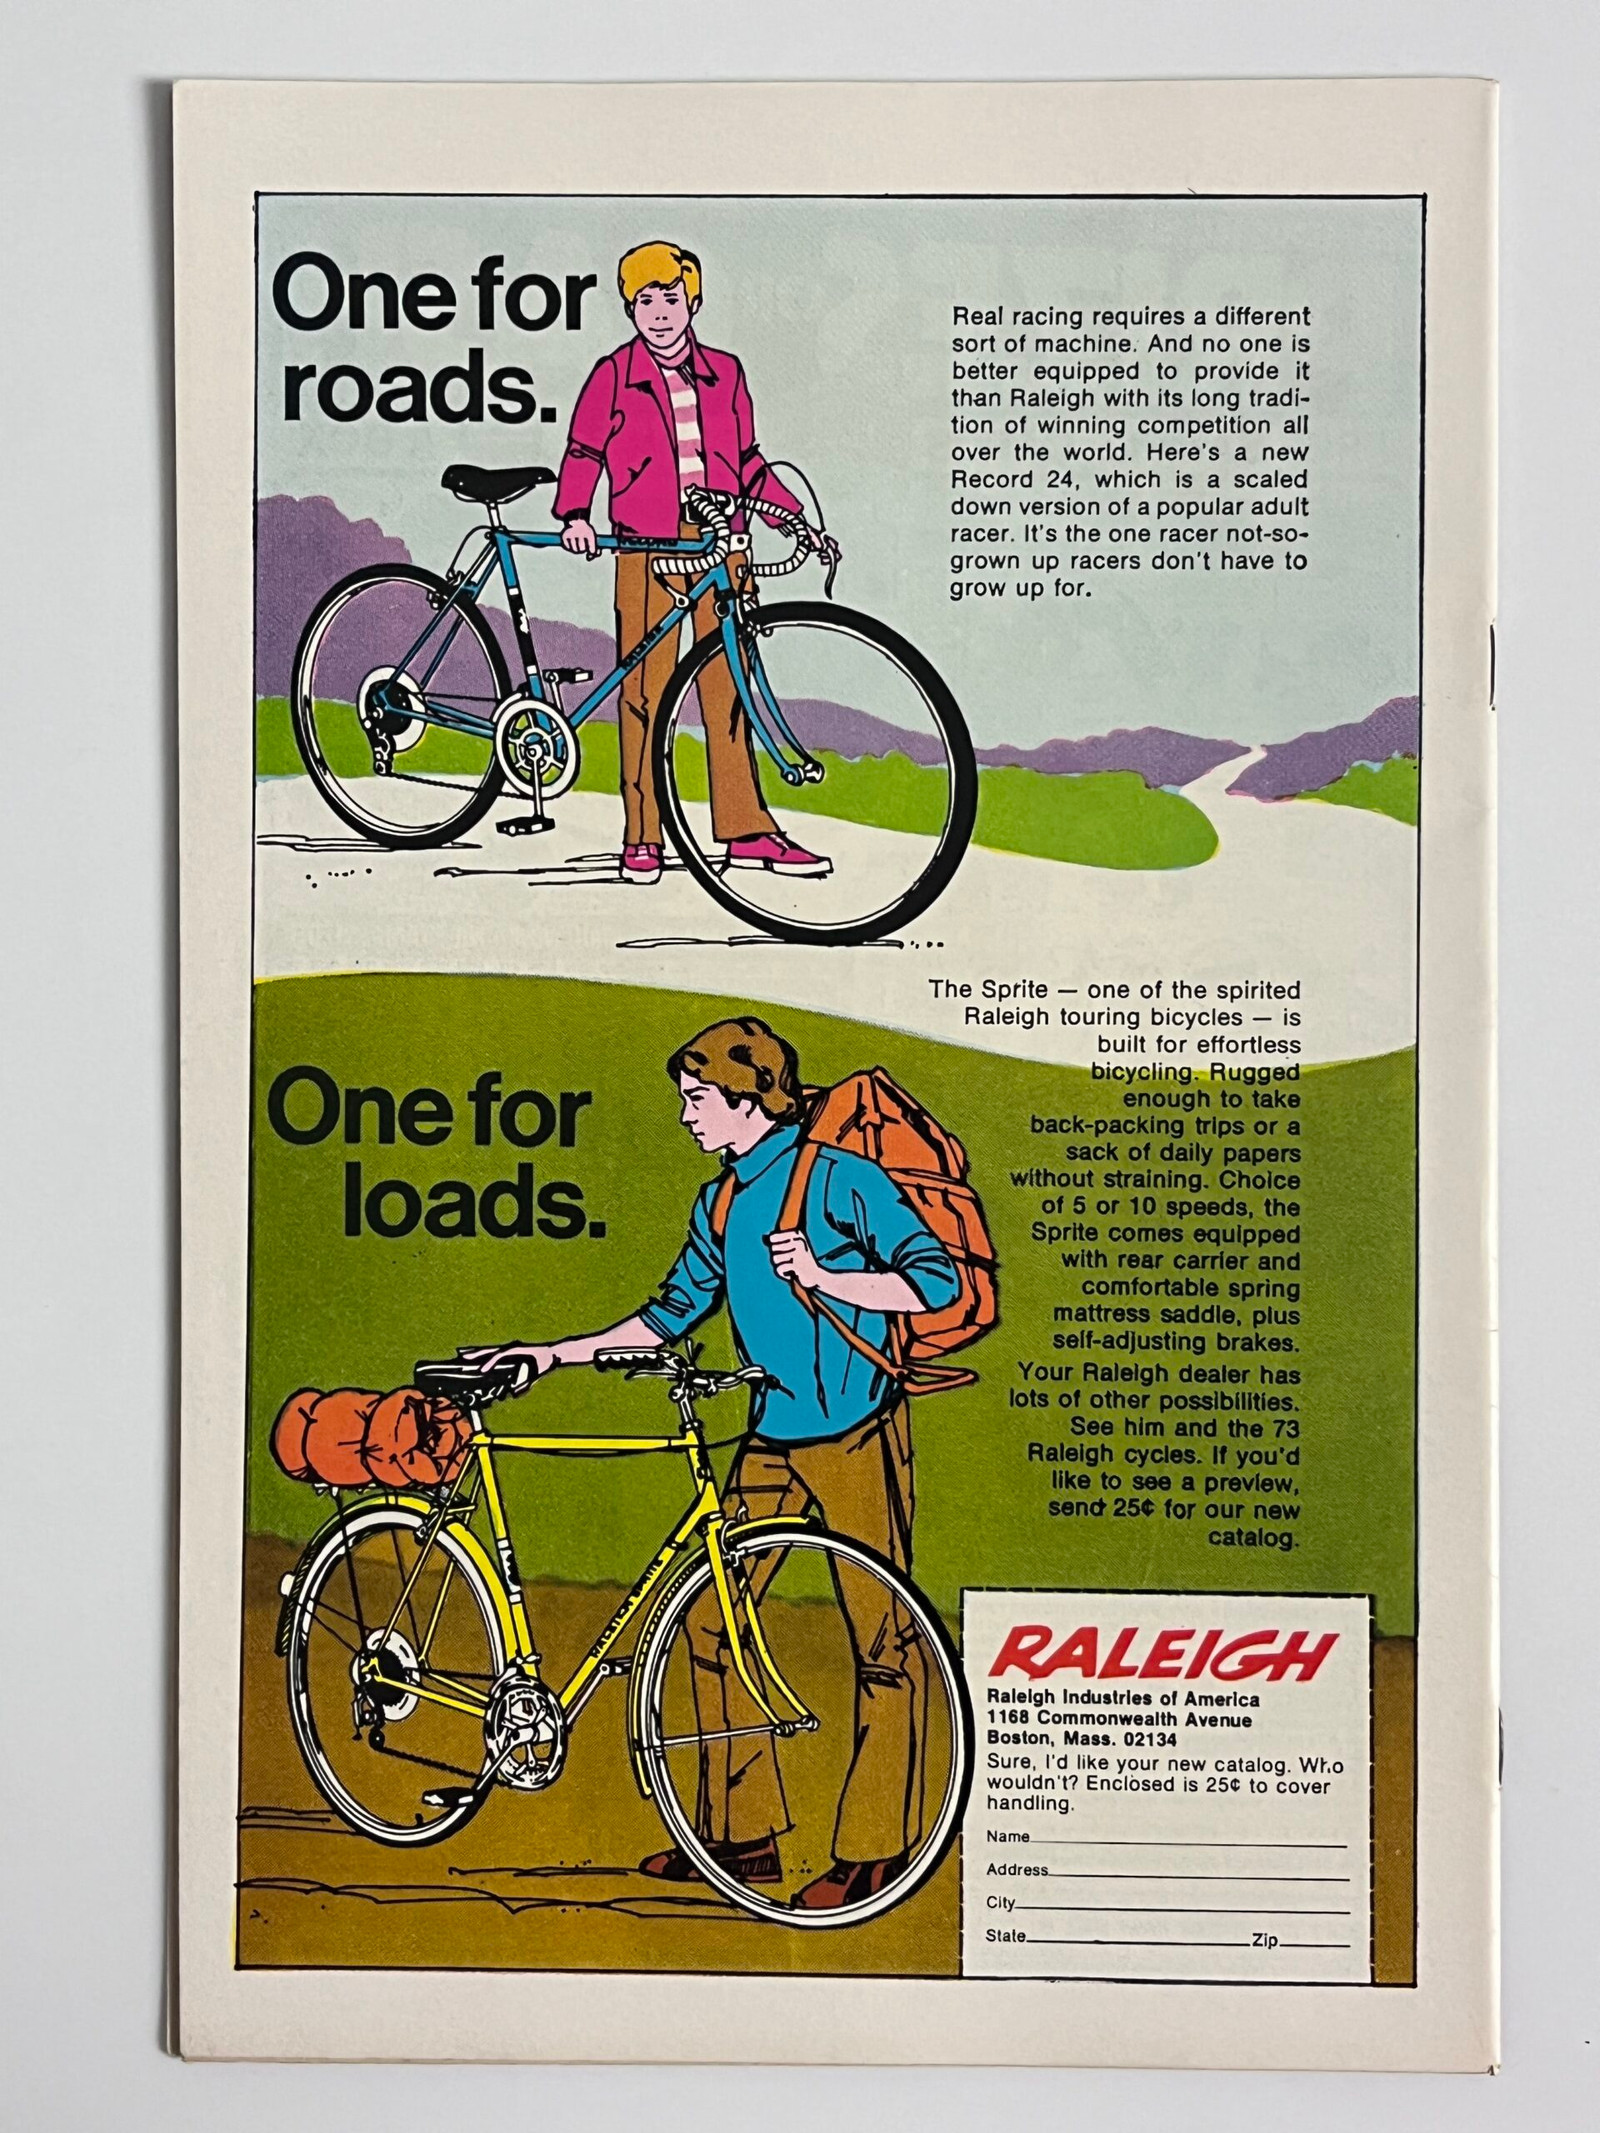 One for
roads.
Real racing requires a different
sort of machine. And no one is
better equipped to provide it
than Raleigh with its long tradi-
tion of winning competition all
over the world. Here's a new
Record 24, which is a scaled
down version of a popular adult
racer. It's the one racer not-so-
grown up racers don't have to
grow up for.
RECORD
RALEIGH
The Sprite — one of the spirited
Raleigh touring bicycles — is
built for effortless
bicycling. Rugged
enough to take
back-packing trips or a
sack of daily papers
without straining. Choice
of 5 or 10 speeds, the
Sprite comes equipped
with rear carrier and
comfortable spring
mattress saddle, plus
self-adjusting brakes.
Your Raleigh dealer has
lots of other possibilities.
See him and the 73
Raleigh cycles. If you'd
like to see a preview,
send 25¢ for our new
catalog.
One for
loads.
RALEIGH SPRITE
RALEIGH
Raleigh Industries of America
1168 Commonwealth Avenue
Boston, Mass. 02134
Sure, I'd like your new catalog. Who
wouldn't? Enclosed is 25¢ to cover
handling.
Name
Address
City
State Zip